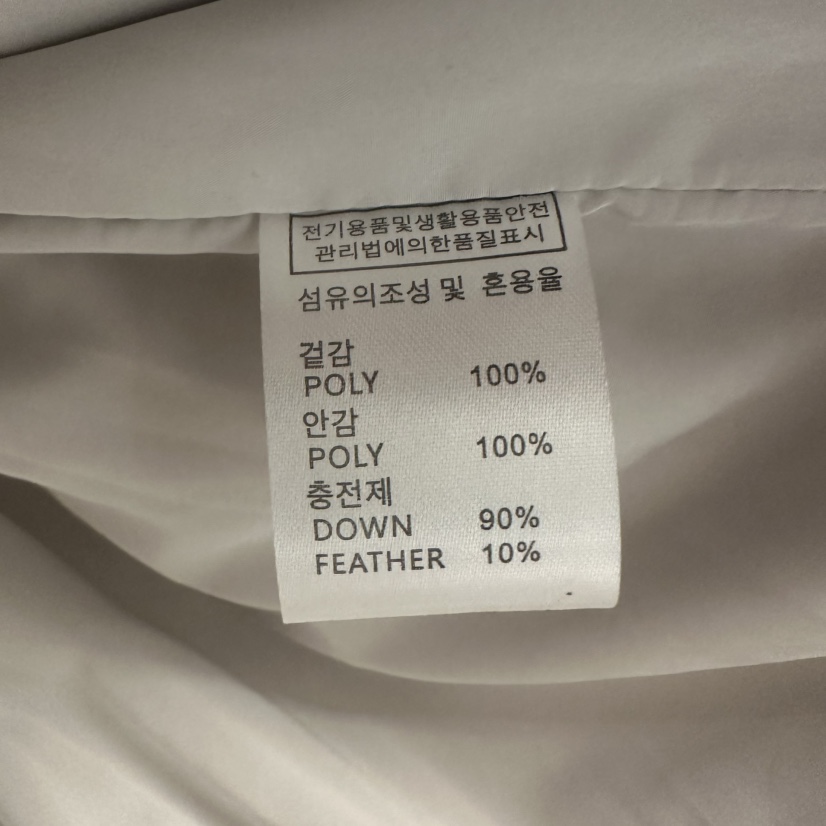 전기용품및생활용품안전
관리법에의한품질표시
섬유의조성 및 혼용율
겉감
POLY 100%
안감
POLY 100%
충전제
DOWN 90%
FEATHER 10%